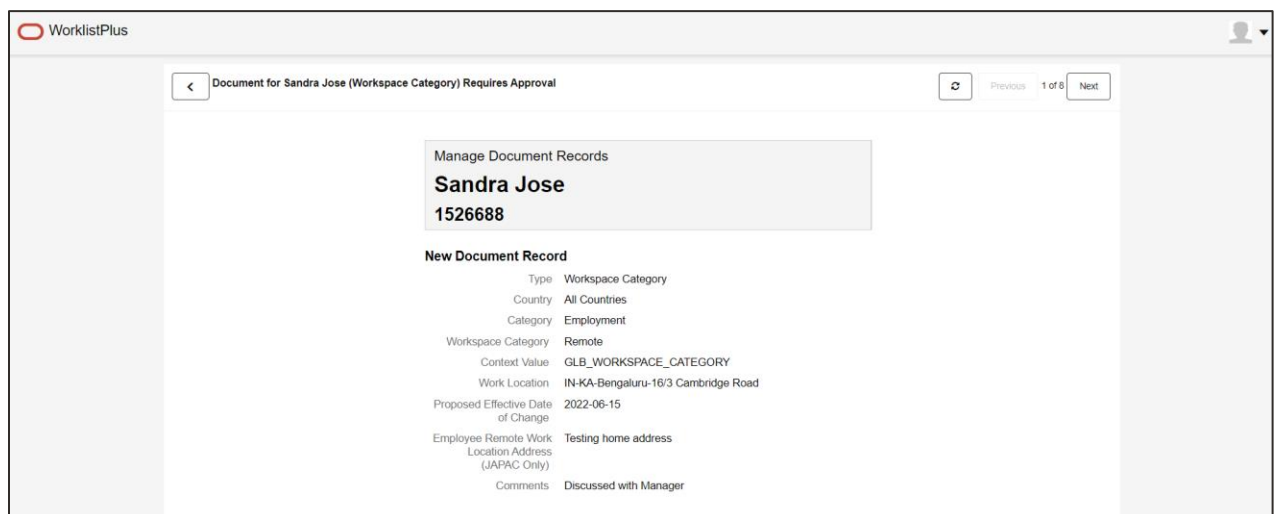 WorklistPlus
Document for Sandra Jose (Workspace Category) Requires Approval
Previous 1 of 8 Next
Manage Document Records
Sandra Jose
1526688
New Document Record
Type Workspace Category
Country All Countries
Category Employment
Workspace Category Remote
Context Value GLB_WORKSPACE_CATEGORY
Work Location IN-KA-Bengaluru-16/3 Cambridge Road
Proposed Effective Date 2022-06-15
of Change
Employee Remote Work Testing home address
Location Address
(JAPAC Only)
Comments Discussed with Manager